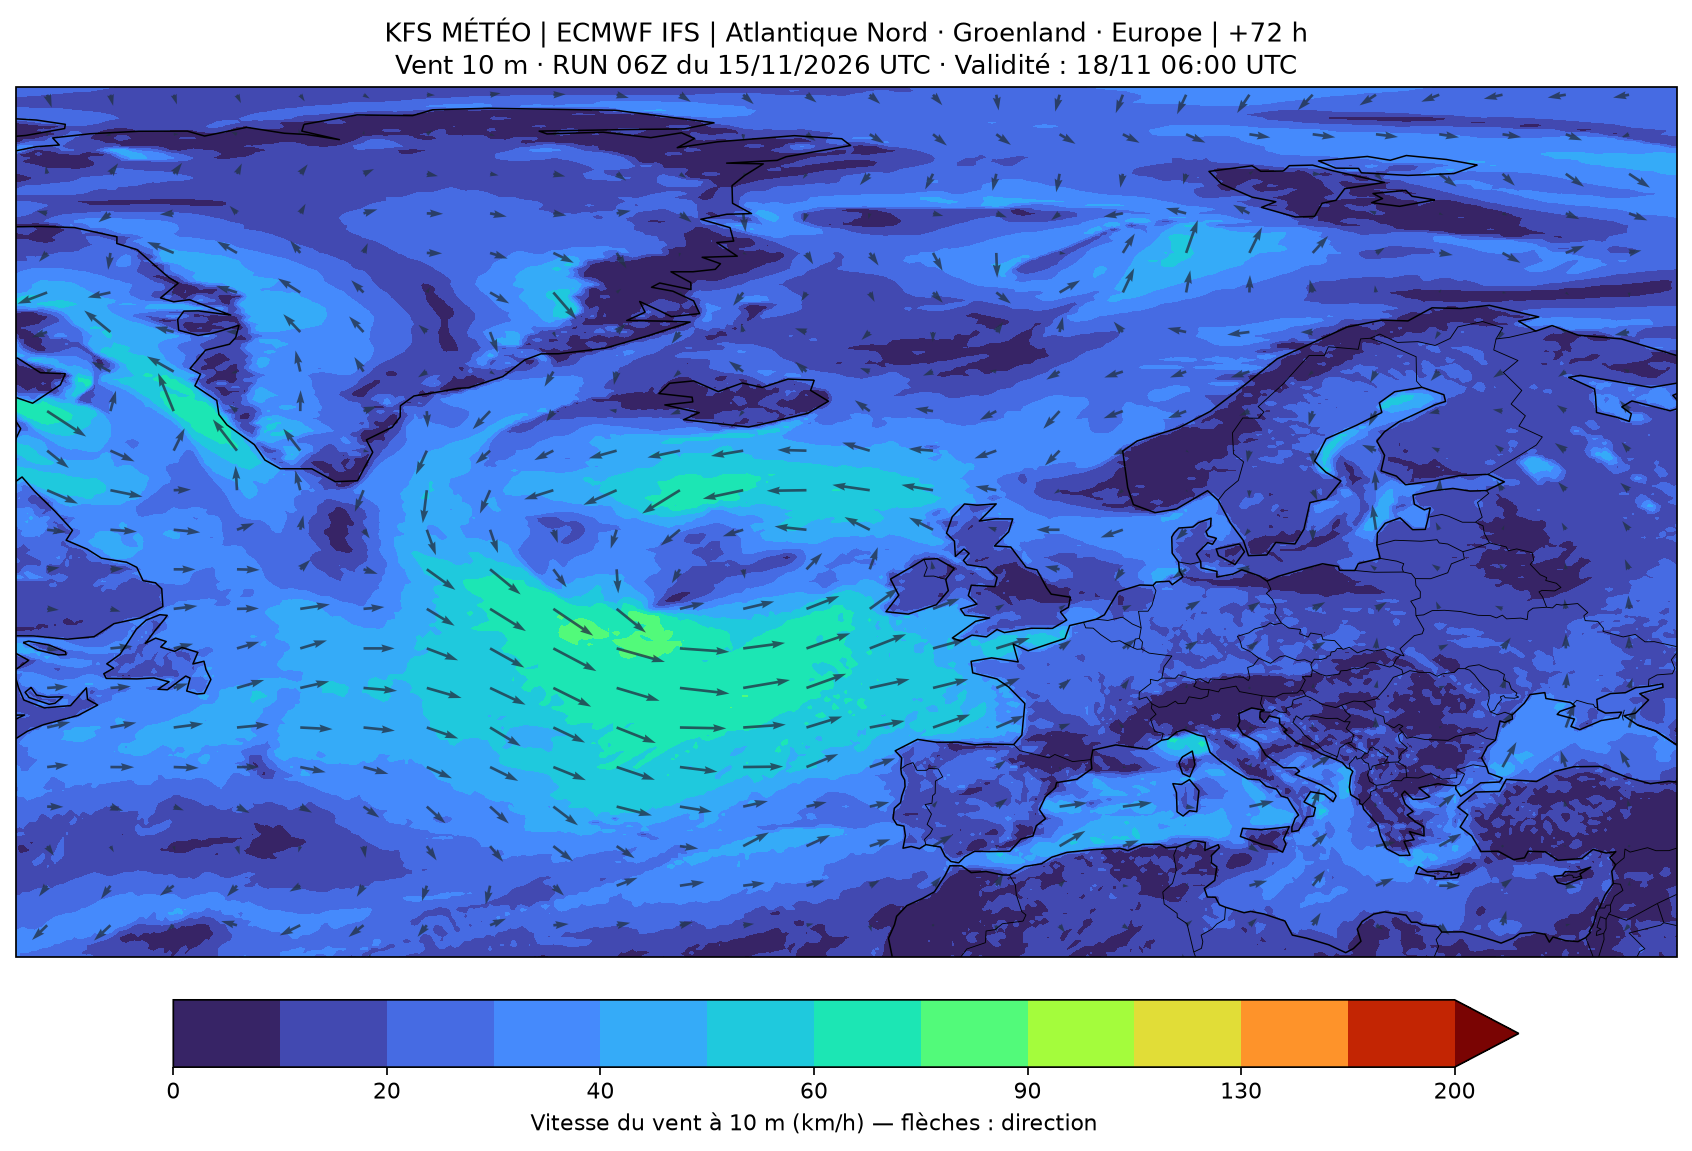 KFS MÉTÉO | ECMWF IFS | Atlantique Nord · Groenland · Europe | +72 h
Vent 10 m · RUN 06Z du 15/11/2026 UTC · Validité : 18/11 06:00 UTC
0 20 40 60 90 130 200
Vitesse du vent à 10 m (km/h) — flèches : direction